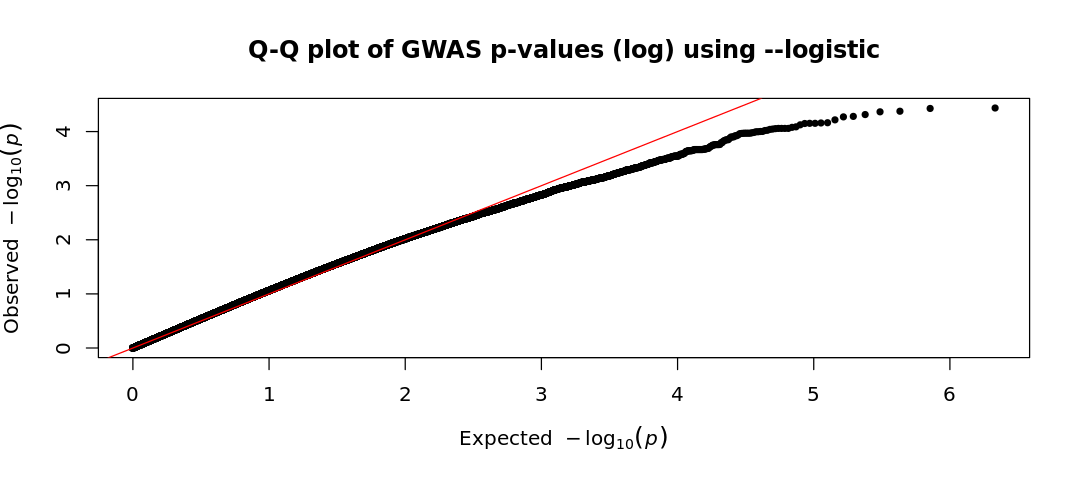 Q-Q plot of GWAS p-values (log) using --logistic
Observed −log10(p)
4
3
2
1
0
0 1 2 3 4 5 6
Expected −log10(p)